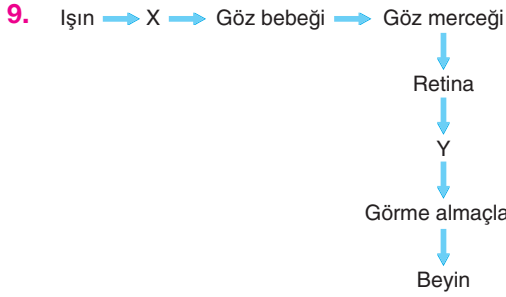 9. Işın X Göz bebeği Göz merceği
Retina
Y
Görme almaçla
Beyin